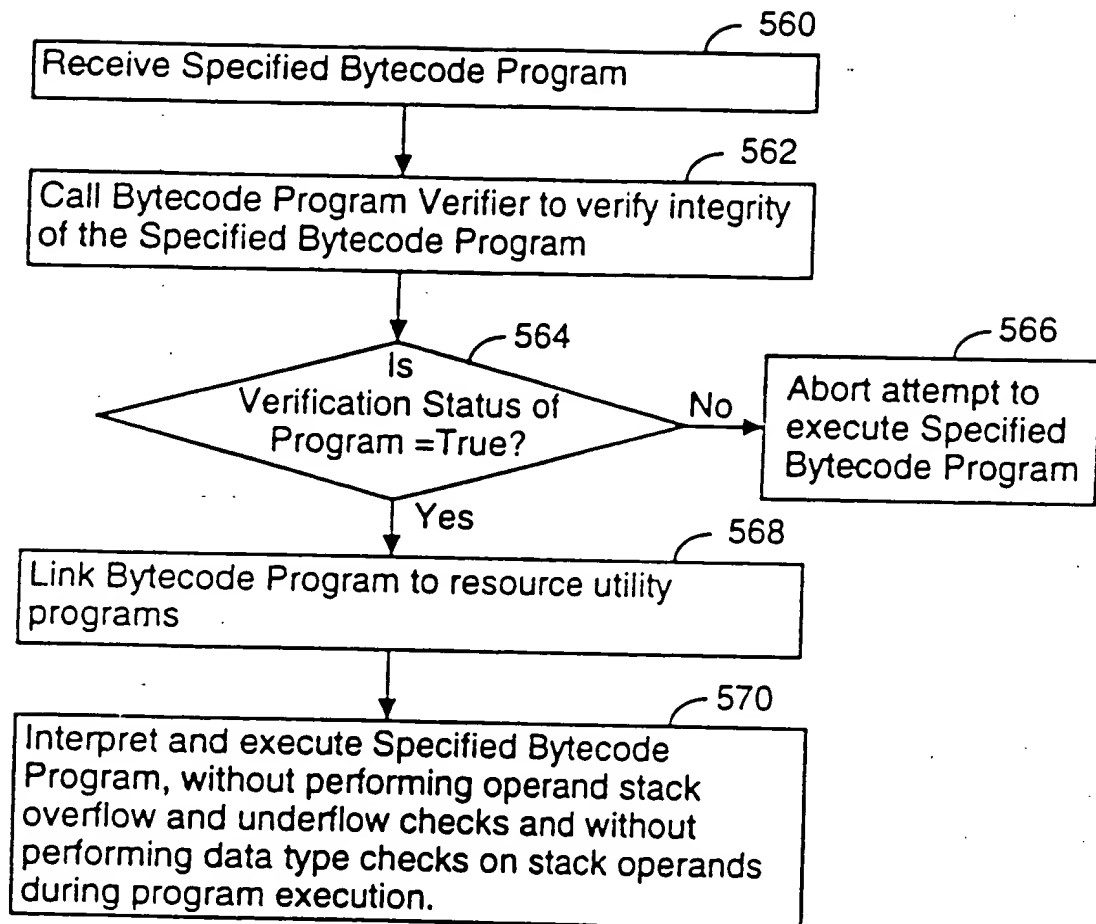 560
Receive Specified Bytecode Program
562
Call Bytecode Program Verifier to verify integrity
of the Specified Bytecode Program
564
Is
Verification Status of
Program =True?
No
566
Abort attempt to
execute Specified
Bytecode Program
Yes
568
Link Bytecode Program to resource utility
programs
570
Interpret and execute Specified Bytecode
Program, without performing operand stack
overflow and underflow checks and without
performing data type checks on stack operands
during program execution.